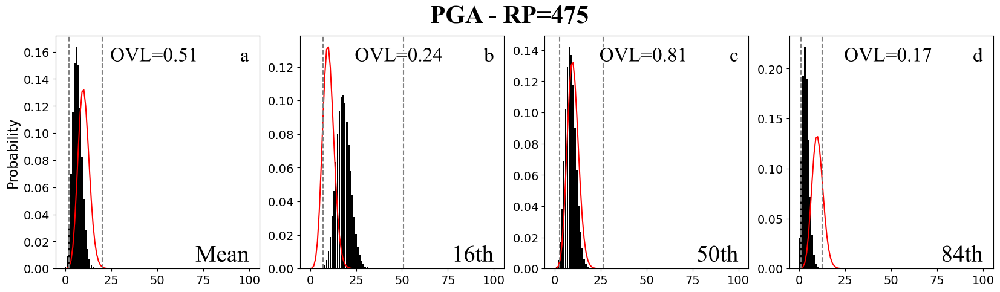 PGA - RP=475
OVL=0.51 a
OVL=0.24 b
OVL=0.81 c
OVL=0.17 d
Probability
0.16
0.14
0.12
0.10
0.08
0.06
0.04
0.02
0.00
Mean
0 25 50 75 100
0.12
0.10
0.08
0.06
0.04
0.02
0.00
16th
0 25 50 75 100
0.14
0.12
0.10
0.08
0.06
0.04
0.02
0.00
50th
0 25 50 75 100
0.20
0.15
0.10
0.05
0.00
84th
0 25 50 75 100